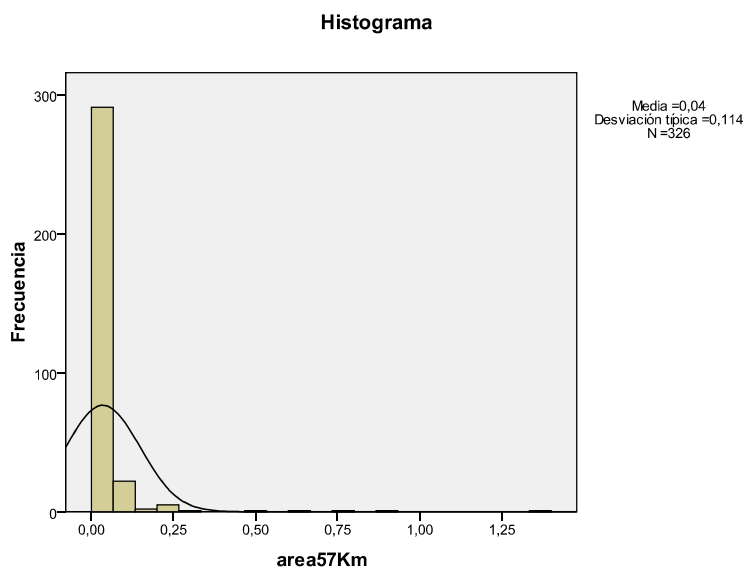 Histograma
Media =0,04
Desviación típica =0,114
N =326
300
200
100
0
Frecuencia
0,00 0,25 0,50 0,75 1,00 1,25
area57Km